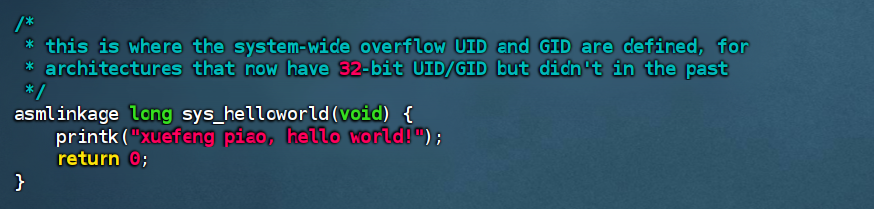 /*
 * this is where the system-wide overflow UID and GID are defined, for
 * architectures that now have 32-bit UID/GID but didn't in the past
 */
asmlinkage long sys_helloworld(void) {
    printk("xuefeng piao, hello world!");
    return 0;
}